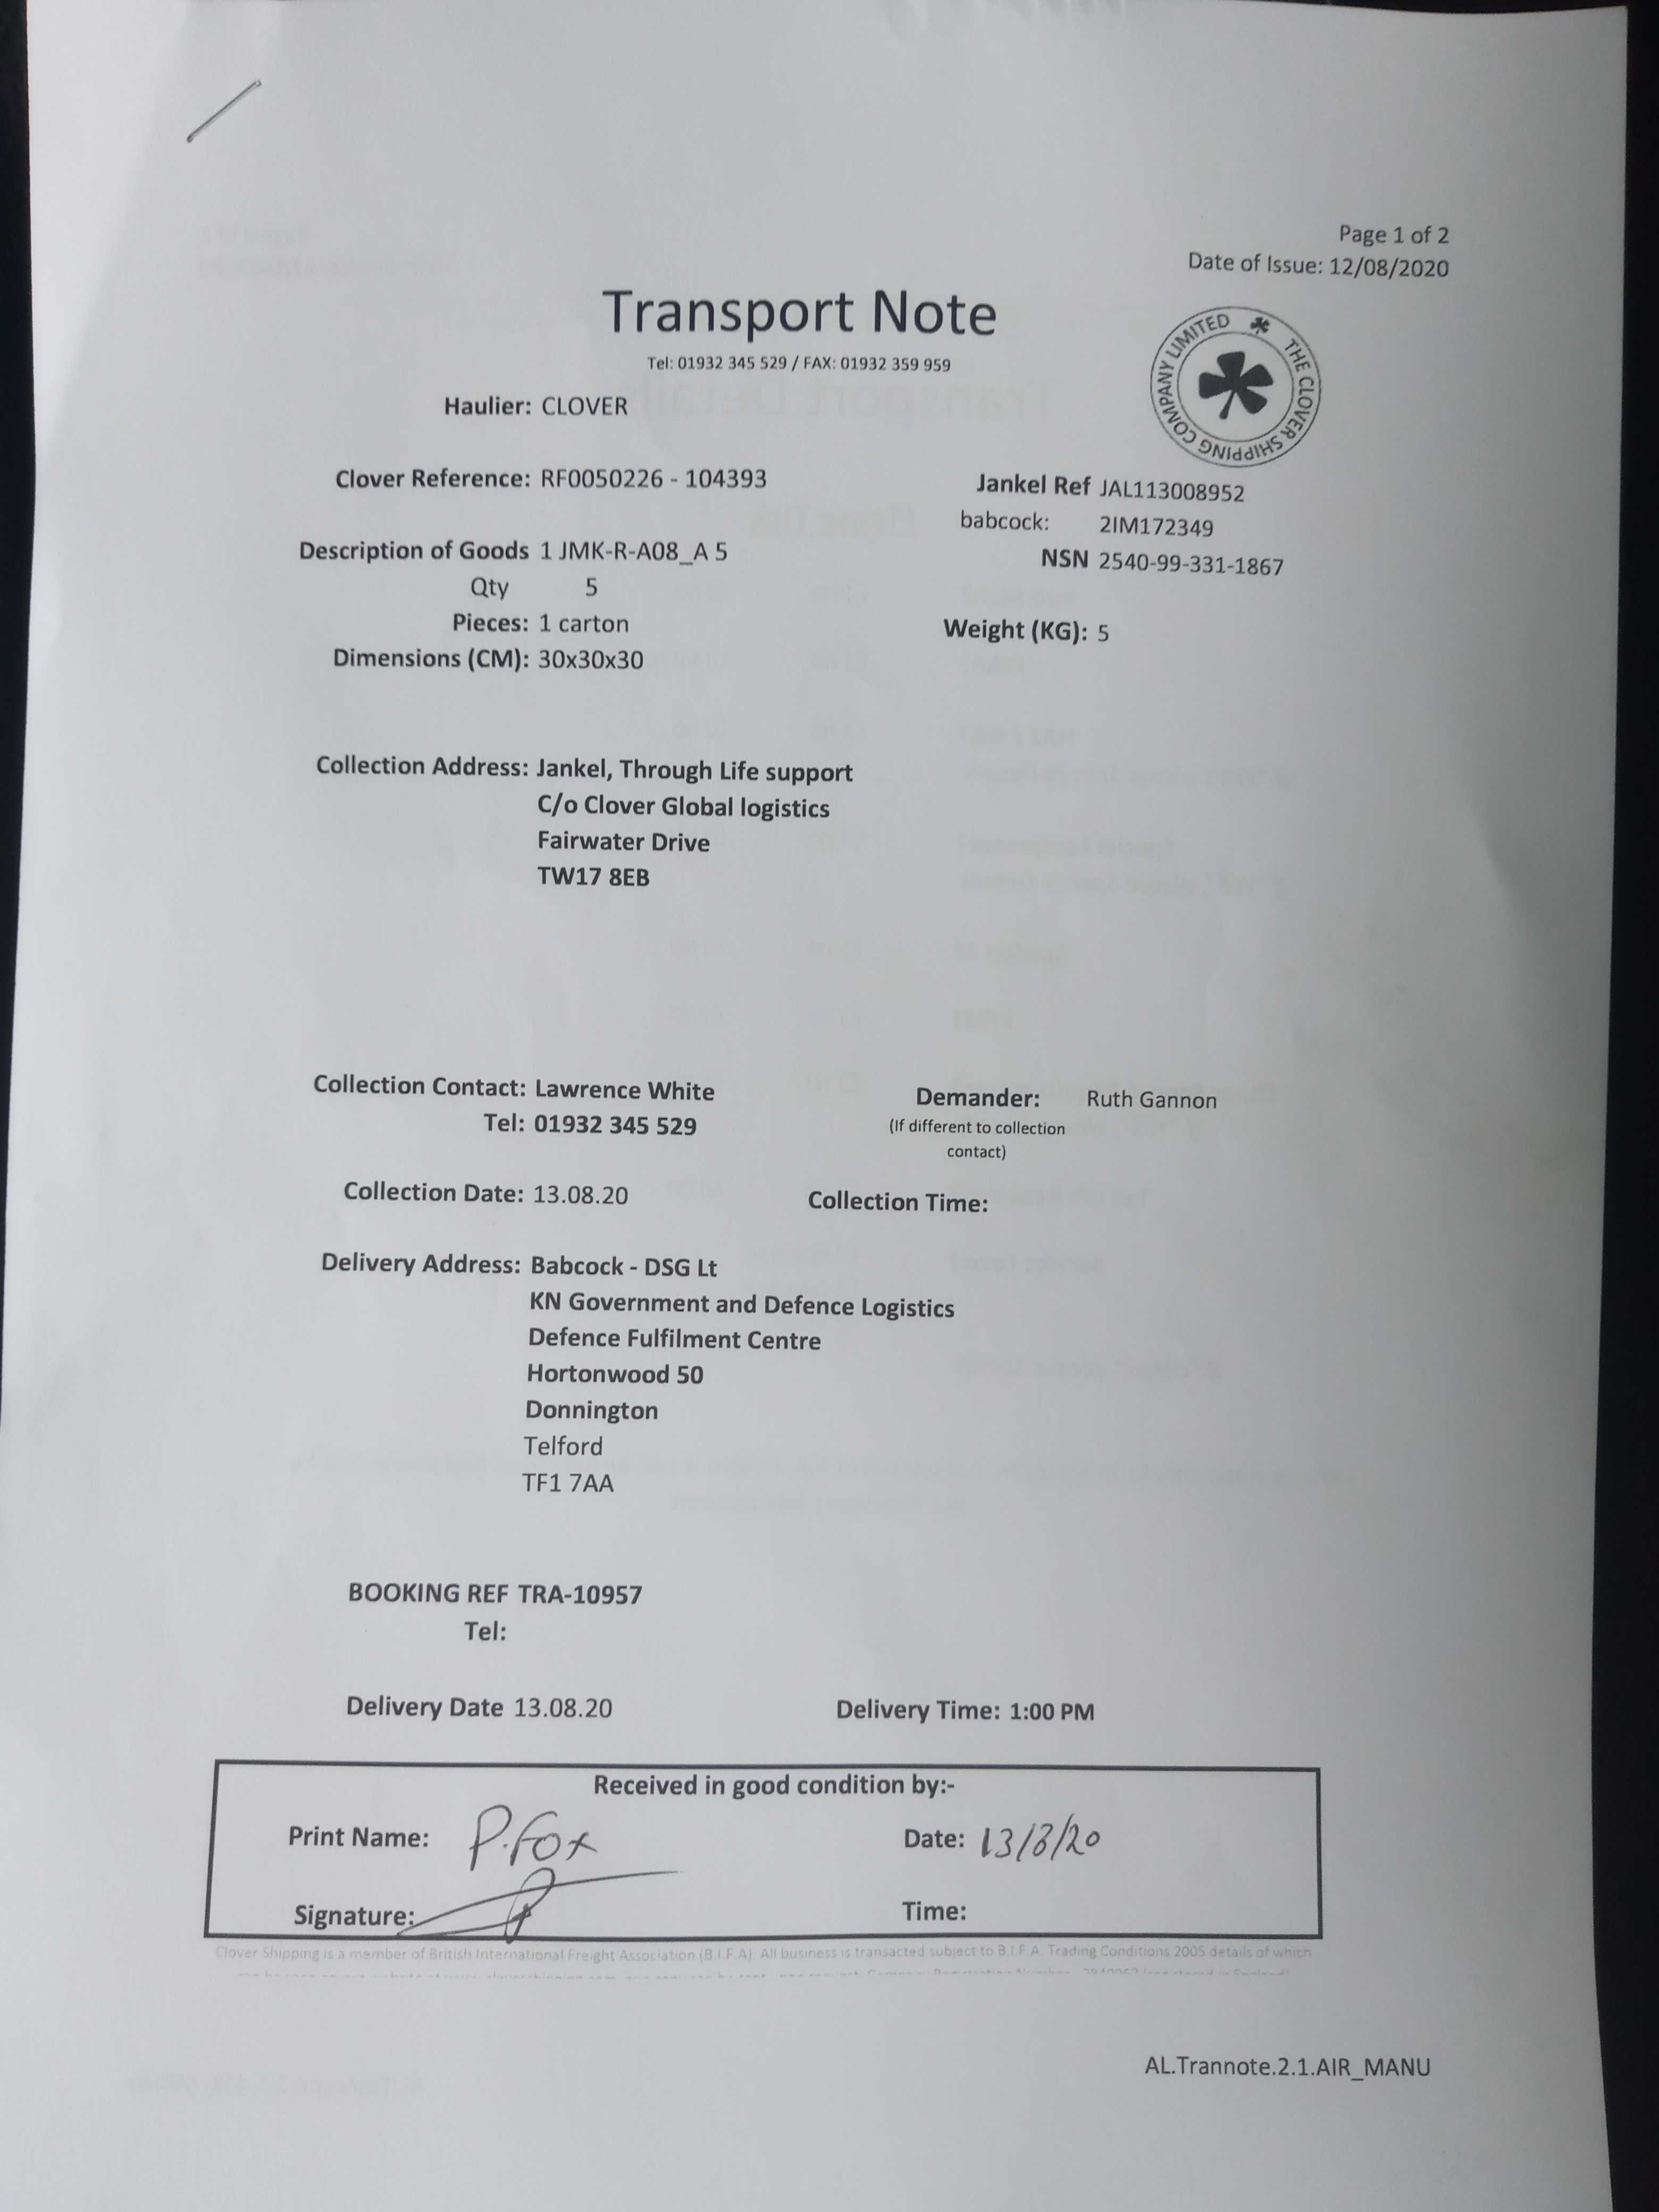 Page 1 of 2
Date of Issue: 12/08/2020
Transport Note
Tel: 01932 345 529 / FAX: 01932 359 959
THE CLOVER SHIPPING COMPANY LIMITED
Haulier: CLOVER
Clover Reference: RF0050226 - 104393
Jankel Ref JAL113008952
babcock: 2IM172349
Description of Goods 1 JMK-R-A08_A 5
NSN 2540-99-331-1867
Qty 5
Pieces: 1 carton
Weight (KG): 5
Dimensions (CM): 30x30x30
Collection Address: Jankel, Through Life support
C/o Clover Global logistics
Fairwater Drive
TW17 8EB
Collection Contact: Lawrence White
Demander: Ruth Gannon
Tel: 01932 345 529
(If different to collection
contact)
Collection Date: 13.08.20
Collection Time:
Delivery Address: Babcock - DSG Lt
KN Government and Defence Logistics
Defence Fulfilment Centre
Hortonwood 50
Donnington
Telford
TF1 7AA
BOOKING REF TRA-10957
Tel:
Delivery Date 13.08.20
Delivery Time: 1:00 PM
Received in good condition by:-
Print Name: P.Fox
Date: 13/8/20
Signature:
Time:
Clover Shipping is a member of British International Freight Association (B.I.F.A). All business is transacted subject to B.I.F.A. Trading Conditions 2005 details of which
AL.Trannote.2.1.AIR_MANU